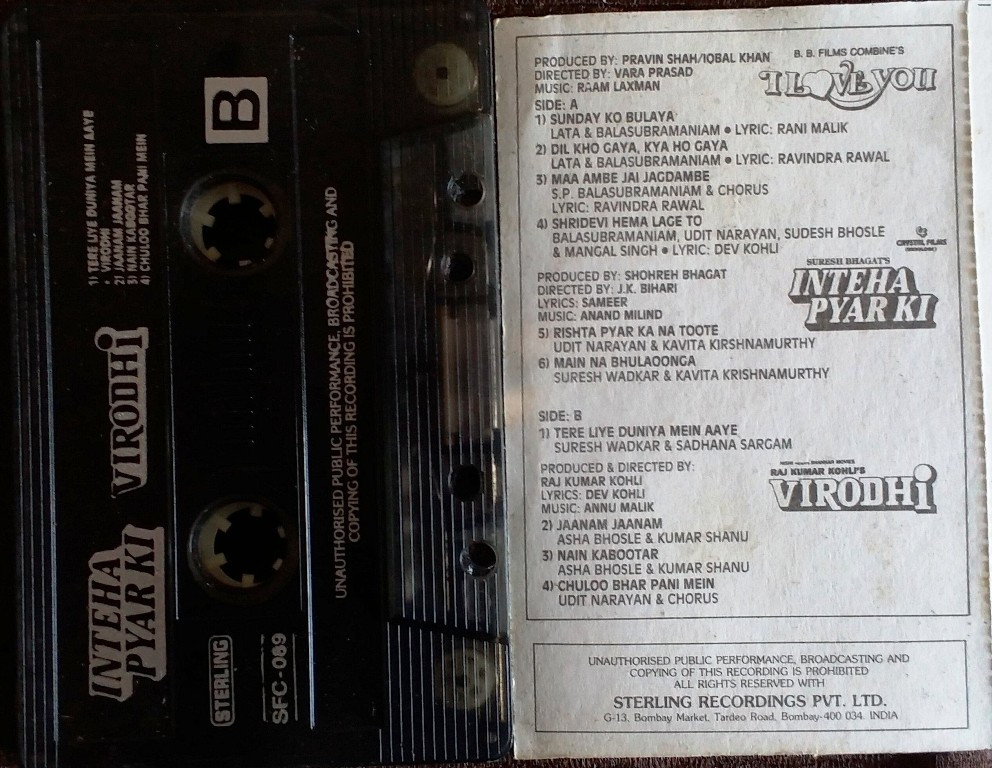 B
1) TERE LIYE DUNIYA MEIN AAYE
• VIRODHI
2) JAANAM JAANAM
3) NAIN KABOOTAR
4) CHULOO BHAR PANI MEIN
INTEHA
PYAR KI
VIRODHi
STERLING
SFC-089
UNAUTHORISED PUBLIC PERFORMANCE, BROADCASTING AND
COPYING OF THIS RECORDING IS PROHIBITED
PRODUCED BY: PRAVIN SHAH/IQBAL KHAN
DIRECTED BY: VARA PRASAD
MUSIC: RAAM LAXMAN
B. B. FILMS COMBINE'S
I LOVE YOU
SIDE: A
1) SUNDAY KO BULAYA
LATA & BALASUBRAMANIAM • LYRIC: RANI MALIK
2) DIL KHO GAYA, KYA HO GAYA
LATA & BALASUBRAMANIAM • LYRIC: RAVINDRA RAWAL
3) MAA AMBE JAI JAGDAMBE
S.P. BALASUBRAMANIAM & CHORUS
LYRIC: RAVINDRA RAWAL
4) SHRIDEVI HEMA LAGE TO
BALASUBRAMANIAM, UDIT NARAYAN, SUDESH BHOSLE
& MANGAL SINGH • LYRIC: DEV KOHLI
CRYSTAL FILMS
SURESH BHAGAT'S
INTEHA
PYAR KI
PRODUCED BY: SHOHREH BHAGAT
DIRECTED BY: J.K. BIHARI
LYRICS: SAMEER
MUSIC: ANAND MILIND
5) RISHTA PYAR KA NA TOOTE
UDIT NARAYAN & KAVITA KIRSHNAMURTHY
6) MAIN NA BHULAOONGA
SURESH WADKAR & KAVITA KRISHNAMURTHY
SIDE: B
1) TERE LIYE DUNIYA MEIN AAYE
SURESH WADKAR & SADHANA SARGAM
PRODUCED & DIRECTED BY:
RAJ KUMAR KOHLI
LYRICS: DEV KOHLI
MUSIC: ANNU MALIK
RAJ KUMAR KOHLI'S
VIRODHi
2) JAANAM JAANAM
ASHA BHOSLE & KUMAR SHANU
3) NAIN KABOOTAR
ASHA BHOSLE & KUMAR SHANU
4) CHULOO BHAR PANI MEIN
UDIT NARAYAN & CHORUS
UNAUTHORISED PUBLIC PERFORMANCE, BROADCASTING AND
COPYING OF THIS RECORDING IS PROHIBITED
ALL RIGHTS RESERVED WITH
STERLING RECORDINGS PVT. LTD.
G-13, Bombay Market, Tardeo Road, Bombay-400 034. INDIA